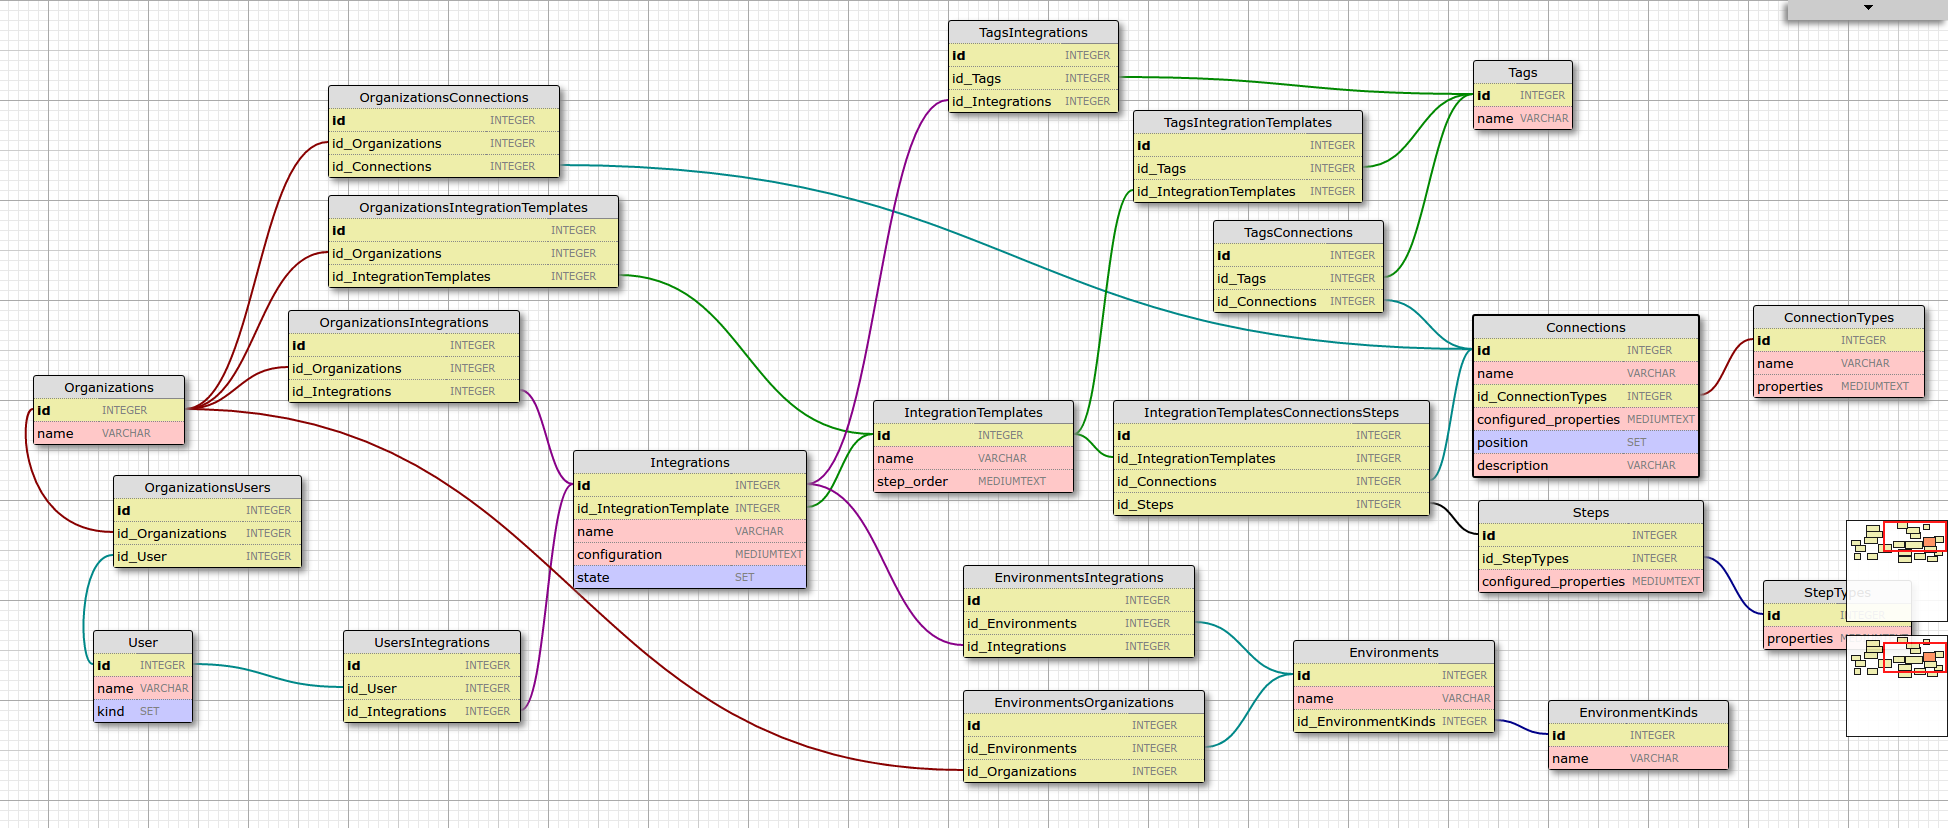 TagsIntegrations
id INTEGER
id_Tags INTEGER
id_Integrations INTEGER
Tags
id INTEGER
name VARCHAR
OrganizationsConnections
id INTEGER
id_Organizations INTEGER
id_Connections INTEGER
TagsIntegrationTemplates
id INTEGER
id_Tags INTEGER
id_IntegrationTemplates INTEGER
OrganizationsIntegrationTemplates
id INTEGER
id_Organizations INTEGER
id_IntegrationTemplates INTEGER
TagsConnections
id INTEGER
id_Tags INTEGER
id_Connections INTEGER
OrganizationsIntegrations
id INTEGER
id_Organizations INTEGER
id_Integrations INTEGER
Connections
id INTEGER
name VARCHAR
id_ConnectionTypes INTEGER
configured_properties MEDIUMTEXT
position SET
description VARCHAR
ConnectionTypes
id INTEGER
name VARCHAR
properties MEDIUMTEXT
Organizations
id INTEGER
name VARCHAR
IntegrationTemplates
id INTEGER
name VARCHAR
step_order MEDIUMTEXT
IntegrationTemplatesConnectionsSteps
id INTEGER
id_IntegrationTemplates INTEGER
id_Connections INTEGER
id_Steps INTEGER
Integrations
id INTEGER
id_IntegrationTemplate INTEGER
name VARCHAR
configuration MEDIUMTEXT
state SET
OrganizationsUsers
id INTEGER
id_Organizations INTEGER
id_User INTEGER
Steps
id INTEGER
id_StepTypes INTEGER
configured_properties MEDIUMTEXT
StepTypes
id INTEGER
properties
EnvironmentsIntegrations
id INTEGER
id_Environments INTEGER
id_Integrations INTEGER
User
id INTEGER
name VARCHAR
kind SET
UsersIntegrations
id INTEGER
id_User INTEGER
id_Integrations INTEGER
Environments
id INTEGER
name VARCHAR
id_EnvironmentKinds INTEGER
EnvironmentsOrganizations
id INTEGER
id_Environments INTEGER
id_Organizations INTEGER
EnvironmentKinds
id INTEGER
name VARCHAR